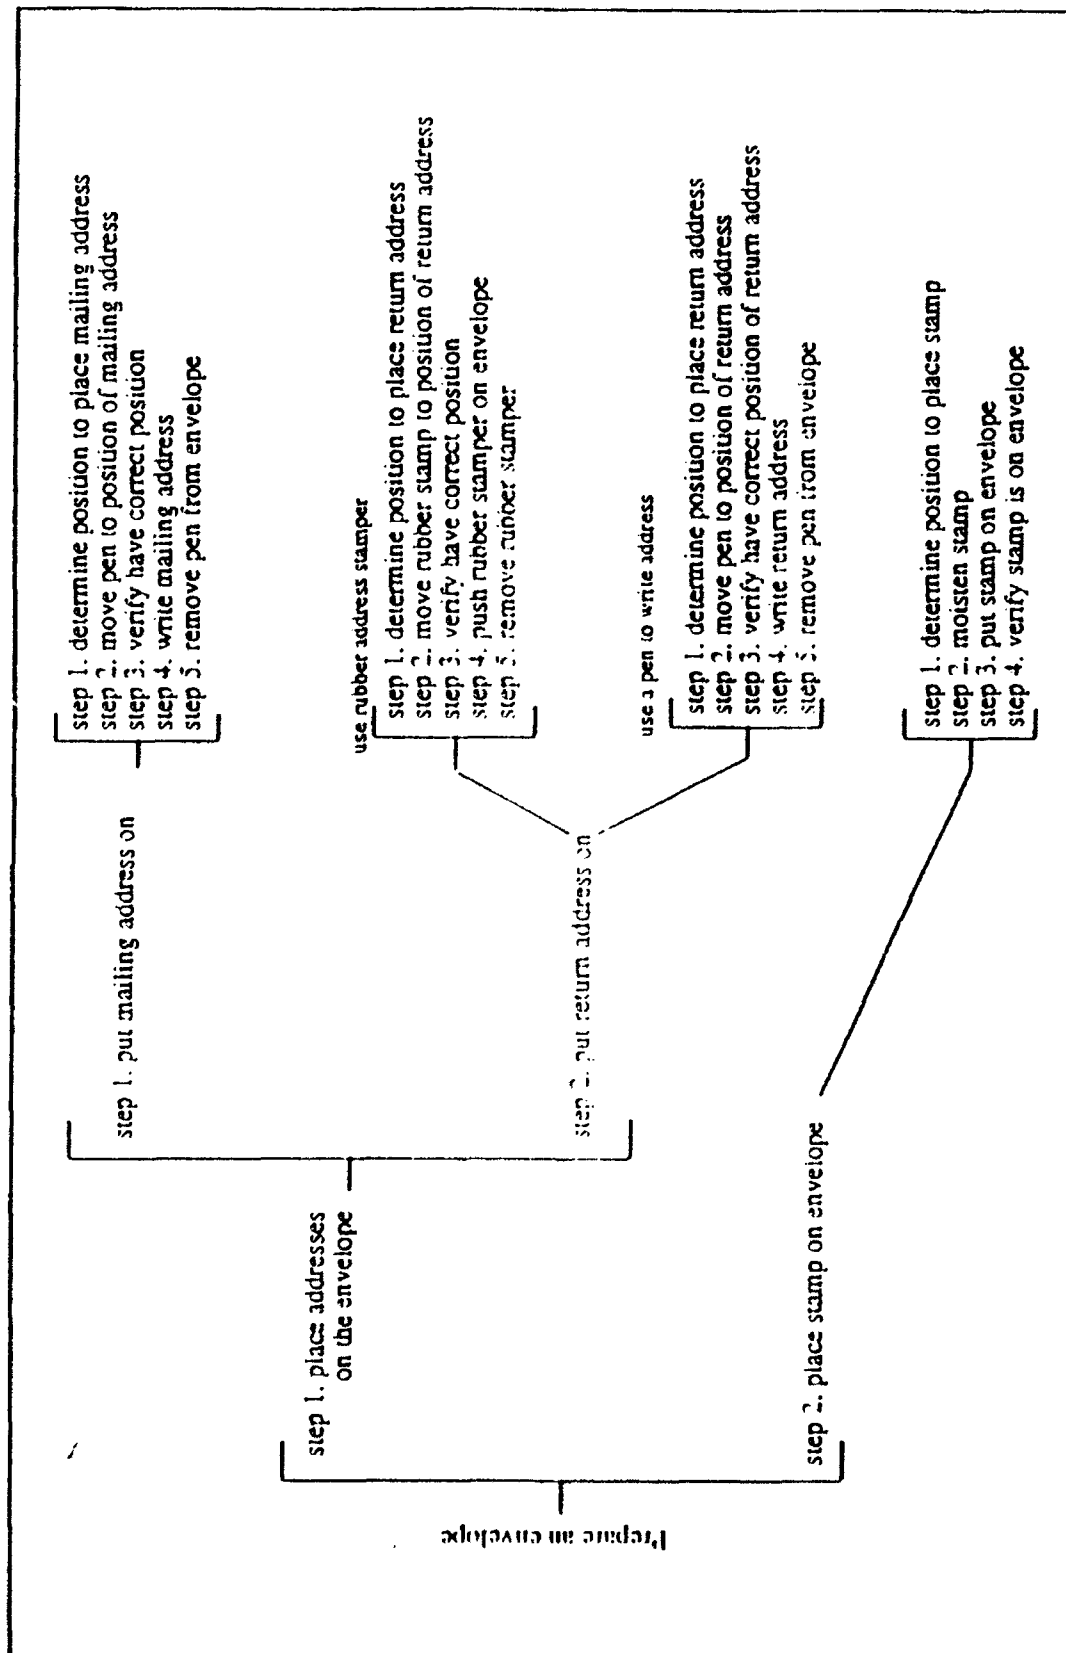 Prepare an envelope
step 1. place addresses
on the envelope
step 1. put mailing address on
step 1. determine position to place mailing address
step 2. move pen to position of mailing address
step 3. verify have correct position
step 4. write mailing address
step 5. remove pen from envelope
step 2. put return address on
use rubber address stamper
step 1. determine position to place return address
step 2. move rubber stamp to position of return address
step 3. verify have correct position
step 4. push rubber stamper on envelope
step 5. remove rubber stamper
use a pen to write address
step 1. determine position to place return address
step 2. move pen to position of return address
step 3. verify have correct position of return address
step 4. write return address
step 5. remove pen from envelope
step 2. place stamp on envelope
step 1. determine position to place stamp
step 2. moisten stamp
step 3. put stamp on envelope
step 4. verify stamp is on envelope